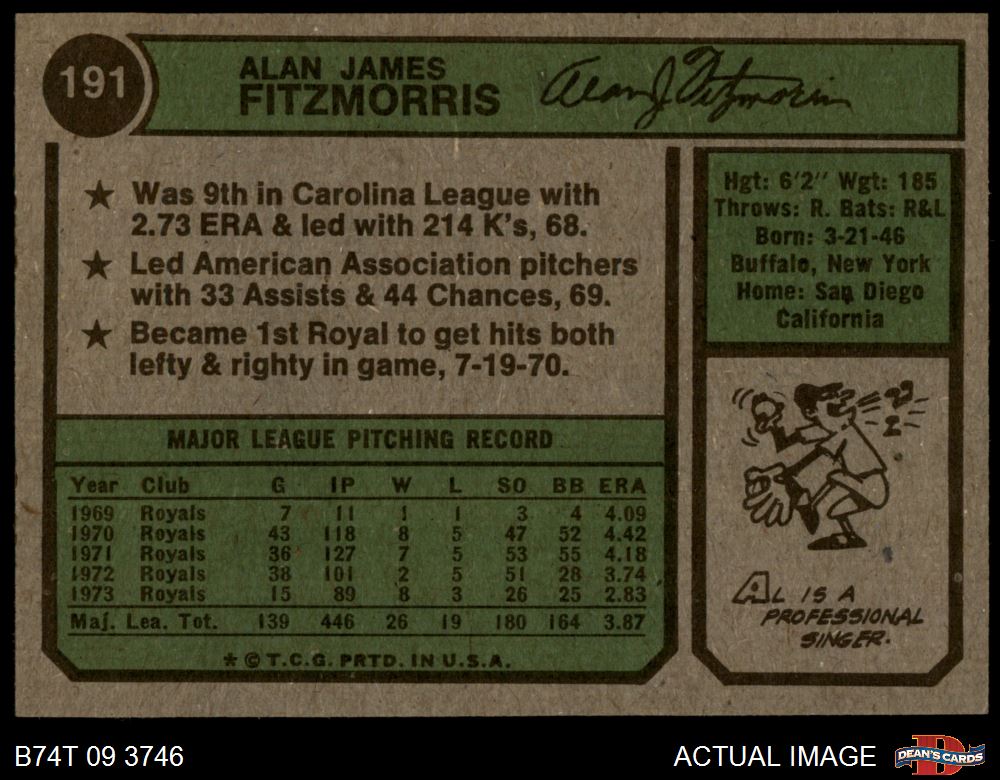 191
ALAN JAMES
FITZMORRIS
Alan J. Fitzmorris
★ Was 9th in Carolina League with
2.73 ERA & led with 214 K's, 68.
★ Led American Association pitchers
with 33 Assists & 44 Chances, 69.
★ Became 1st Royal to get hits both
lefty & righty in game, 7-19-70.
Hgt: 6'2" Wgt: 185
Throws: R. Bats: R&L
Born: 3-21-46
Buffalo, New York
Home: San Diego
California
MAJOR LEAGUE PITCHING RECORD
Year Club G IP W L SO BB ERA
1969 Royals 7 11 1 1 3 4 4.09
1970 Royals 43 118 8 5 47 52 4.42
1971 Royals 36 127 7 5 53 55 4.18
1972 Royals 38 101 2 5 51 28 3.74
1973 Royals 15 89 8 3 26 25 2.83
Maj. Lea. Tot. 139 446 26 19 180 164 3.87
* © T.C.G. PRTD. IN U.S.A.
AL IS A
PROFESSIONAL
SINGER.
B74T 09 3746
ACTUAL IMAGE
DEAN'S CARDS